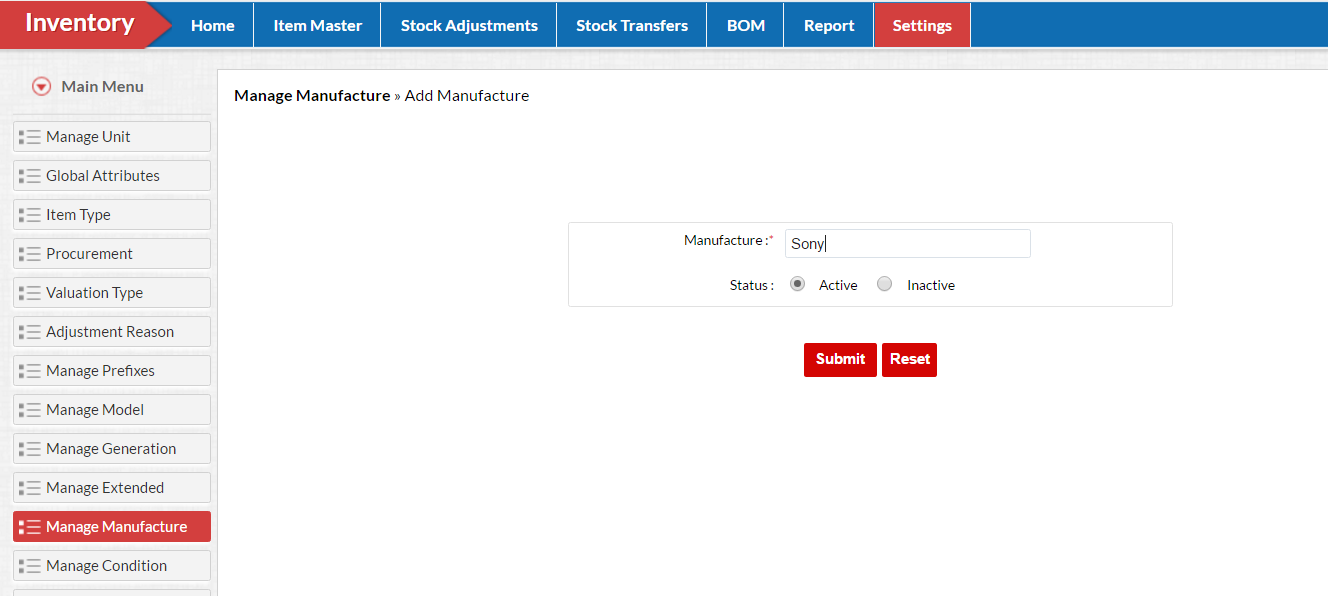 Inventory
Home Item Master Stock Adjustments Stock Transfers BOM Report Settings
Main Menu
Manage Unit
Global Attributes
Item Type
Procurement
Valuation Type
Adjustment Reason
Manage Prefixes
Manage Model
Manage Generation
Manage Extended
Manage Manufacture
Manage Condition
Manage Manufacture » Add Manufacture
Manufacture :* Sony
Status : Active Inactive
Submit Reset